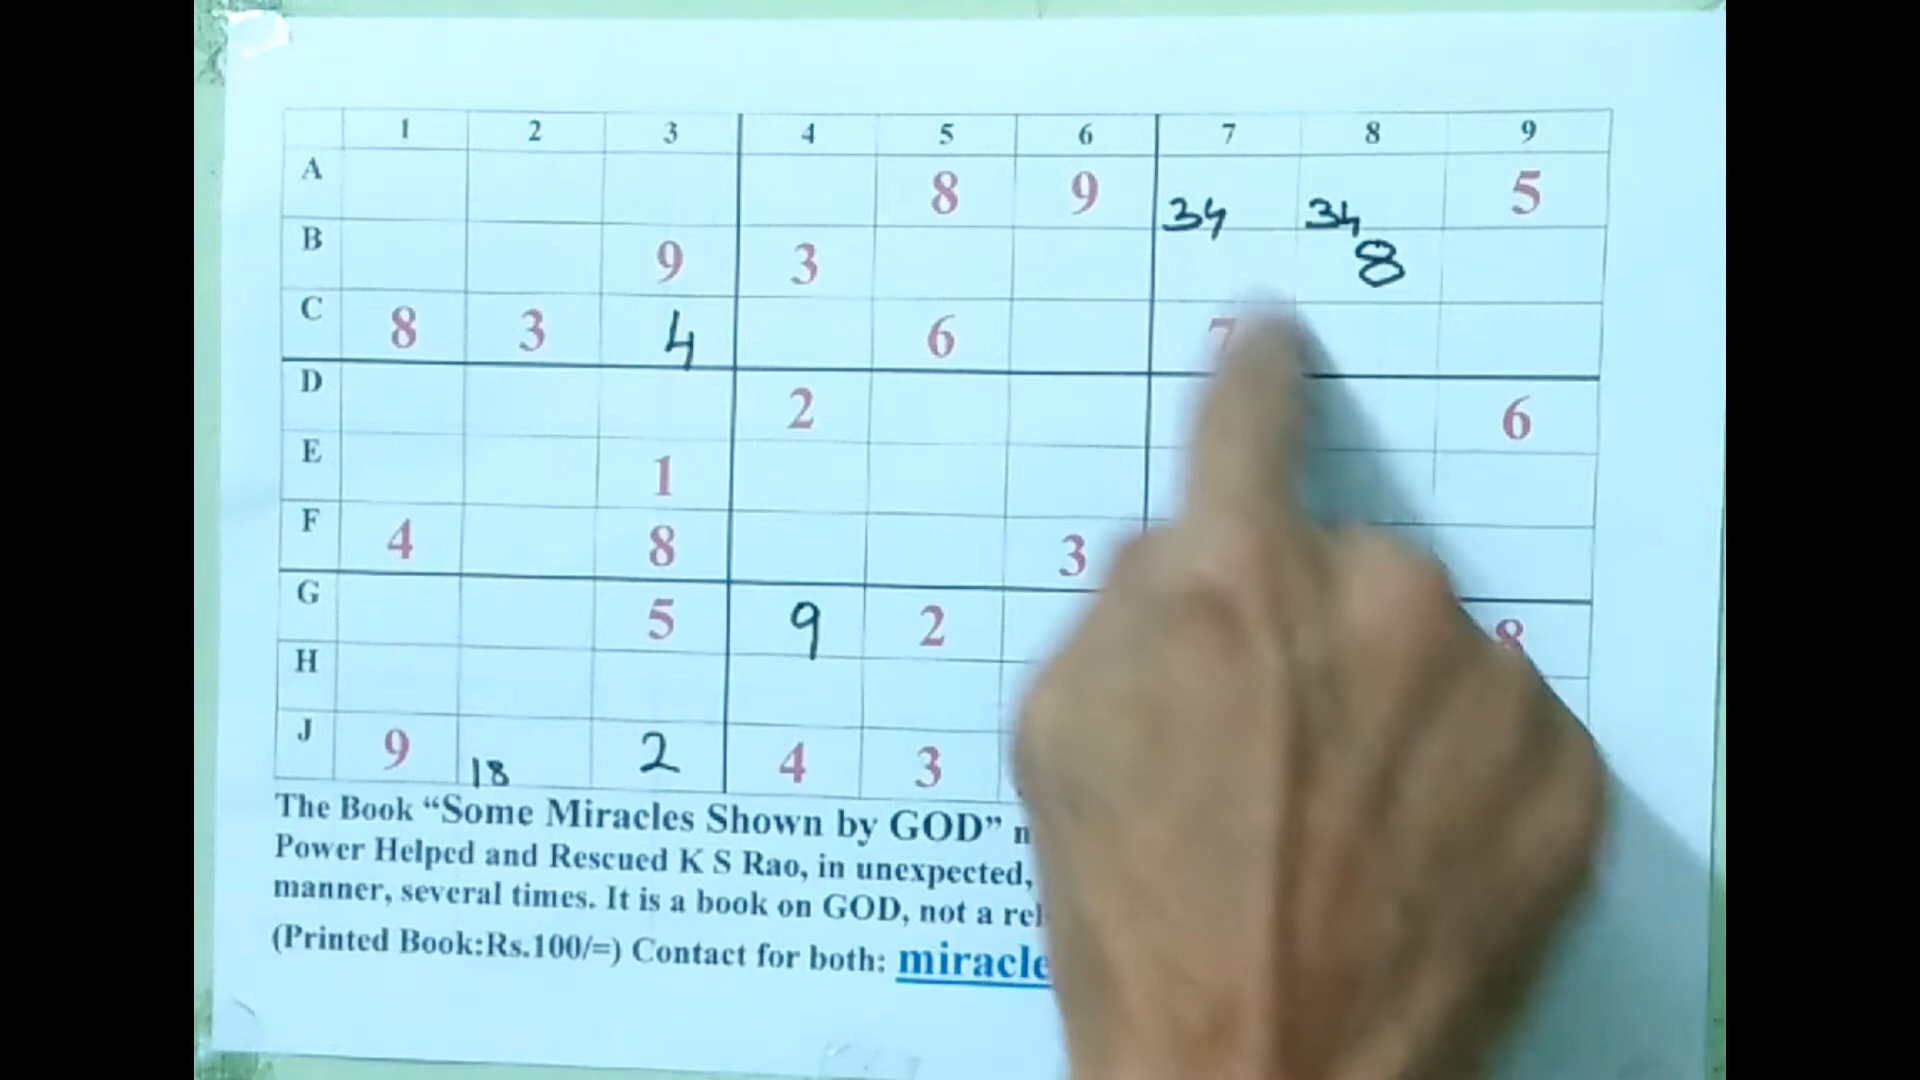 1 2 3 4 5 6 7 8 9
A 8 9 34 34 5
B 9 3 8
C 8 3 4 6 7
D 2 6
E 1
F 4 8 3
G 5 9 2 8
H
J 9 18 2 4 3
The Book “Some Miracles Shown by GOD”
Power Helped and Rescued K S Rao, in unexpected,
manner, several times. It is a book on GOD, not a
(Printed Book:Rs.100/=) Contact for both: miracle